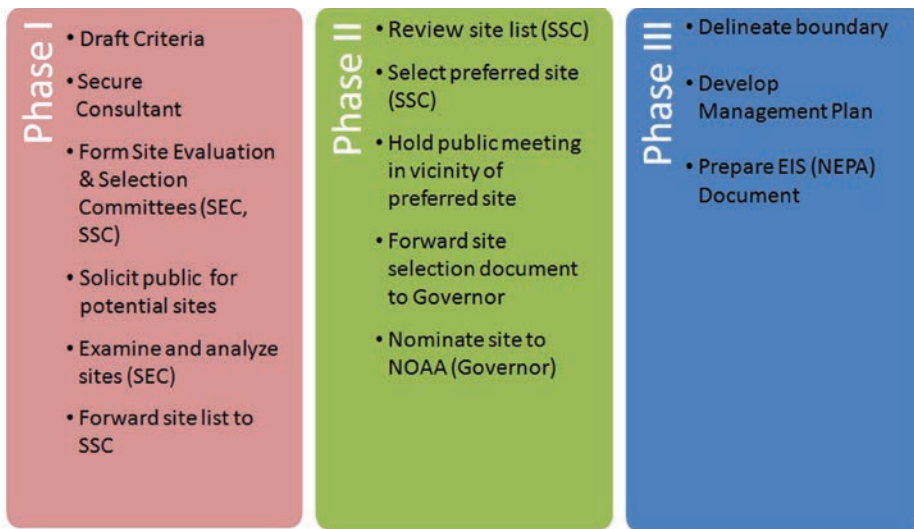 Phase I
• Draft Criteria
• Secure
Consultant
• Form Site Evaluation
& Selection
Committees (SEC,
SSC)
• Solicit public for
potential sites
• Examine and analyze
sites (SEC)
• Forward site list to
SSC
Phase II
• Review site list (SSC)
• Select preferred site
(SSC)
• Hold public meeting
in vicinity of
preferred site
• Forward site
selection document
to Governor
• Nominate site to
NOAA (Governor)
Phase III
• Delineate boundary
• Develop
Management Plan
• Prepare EIS (NEPA)
Document